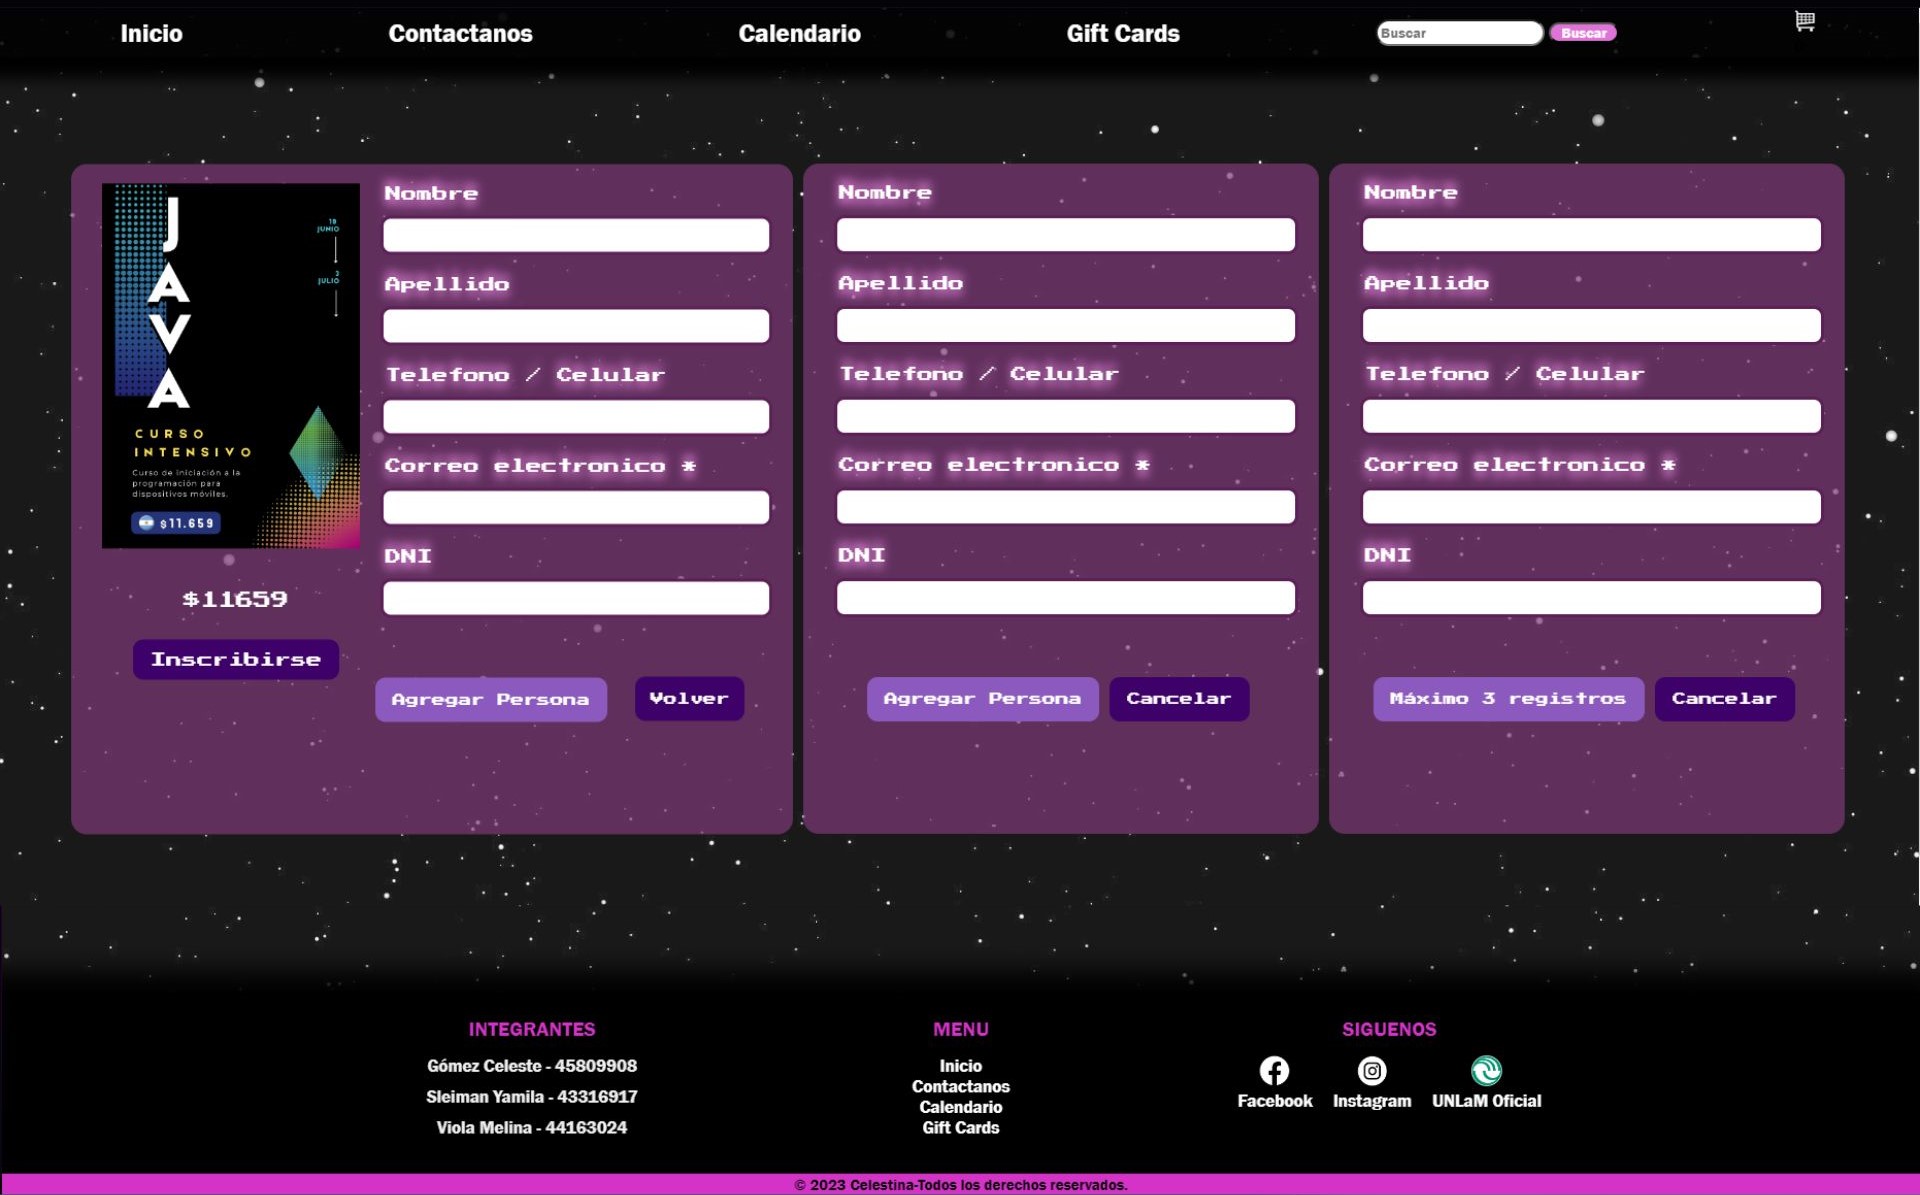 Inicio
Contactanos
Calendario
Gift Cards
Buscar
Buscar
JAVA
19
JUNIO
3
JULIO
CURSO
INTENSIVO
Curso de iniciación a la
programación para
dispositivos móviles.
$11.659
$11659
Inscribirse
Nombre
Apellido
Telefono / Celular
Correo electronico *
DNI
Agregar Persona
Volver
Nombre
Apellido
Telefono / Celular
Correo electronico *
DNI
Agregar Persona
Cancelar
Nombre
Apellido
Telefono / Celular
Correo electronico *
DNI
Máximo 3 registros
Cancelar
INTEGRANTES
Gómez Celeste - 45809908
Sleiman Yamila - 43316917
Viola Melina - 44163024
MENU
Inicio
Contactanos
Calendario
Gift Cards
SIGUENOS
Facebook
Instagram
UNLaM Oficial
© 2023 Celestina-Todos los derechos reservados.